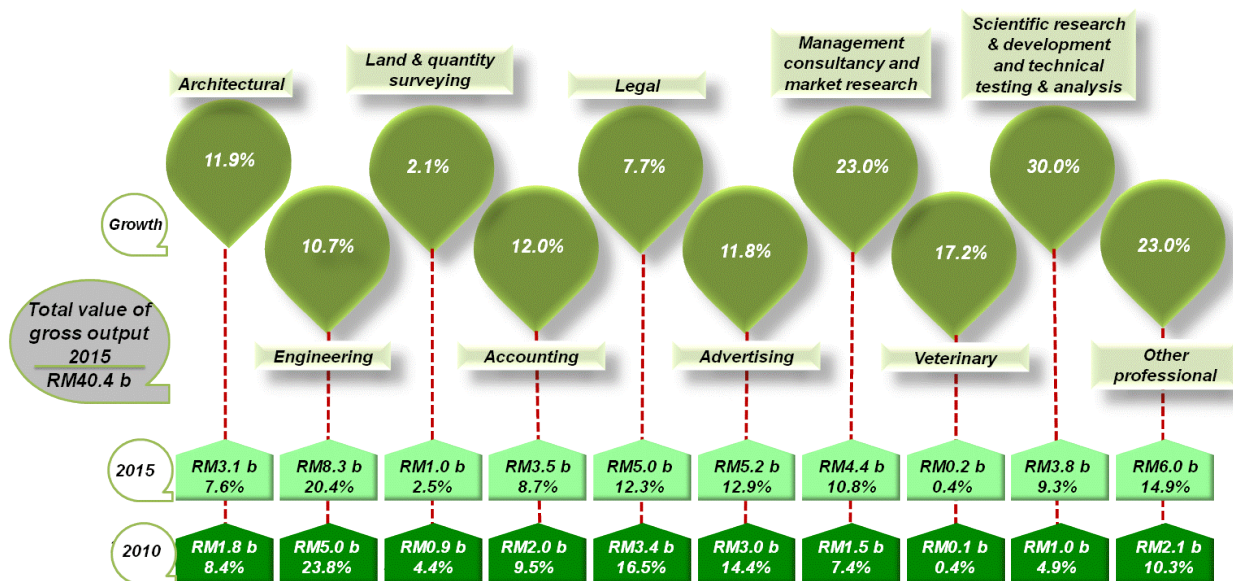 Architectural
Land & quantity
surveying
Legal
Management
consultancy and
market research
Scientific research
& development
and technical
testing & analysis
Growth
11.9%
10.7%
2.1%
12.0%
7.7%
11.8%
23.0%
17.2%
30.0%
23.0%
Engineering
Accounting
Advertising
Veterinary
Other
professional
Total value of
gross output
2015
RM40.4 b
2015
RM3.1 b
7.6%
RM8.3 b
20.4%
RM1.0 b
2.5%
RM3.5 b
8.7%
RM5.0 b
12.3%
RM5.2 b
12.9%
RM4.4 b
10.8%
RM0.2 b
0.4%
RM3.8 b
9.3%
RM6.0 b
14.9%
2010
RM1.8 b
8.4%
RM5.0 b
23.8%
RM0.9 b
4.4%
RM2.0 b
9.5%
RM3.4 b
16.5%
RM3.0 b
14.4%
RM1.5 b
7.4%
RM0.1 b
0.4%
RM1.0 b
4.9%
RM2.1 b
10.3%